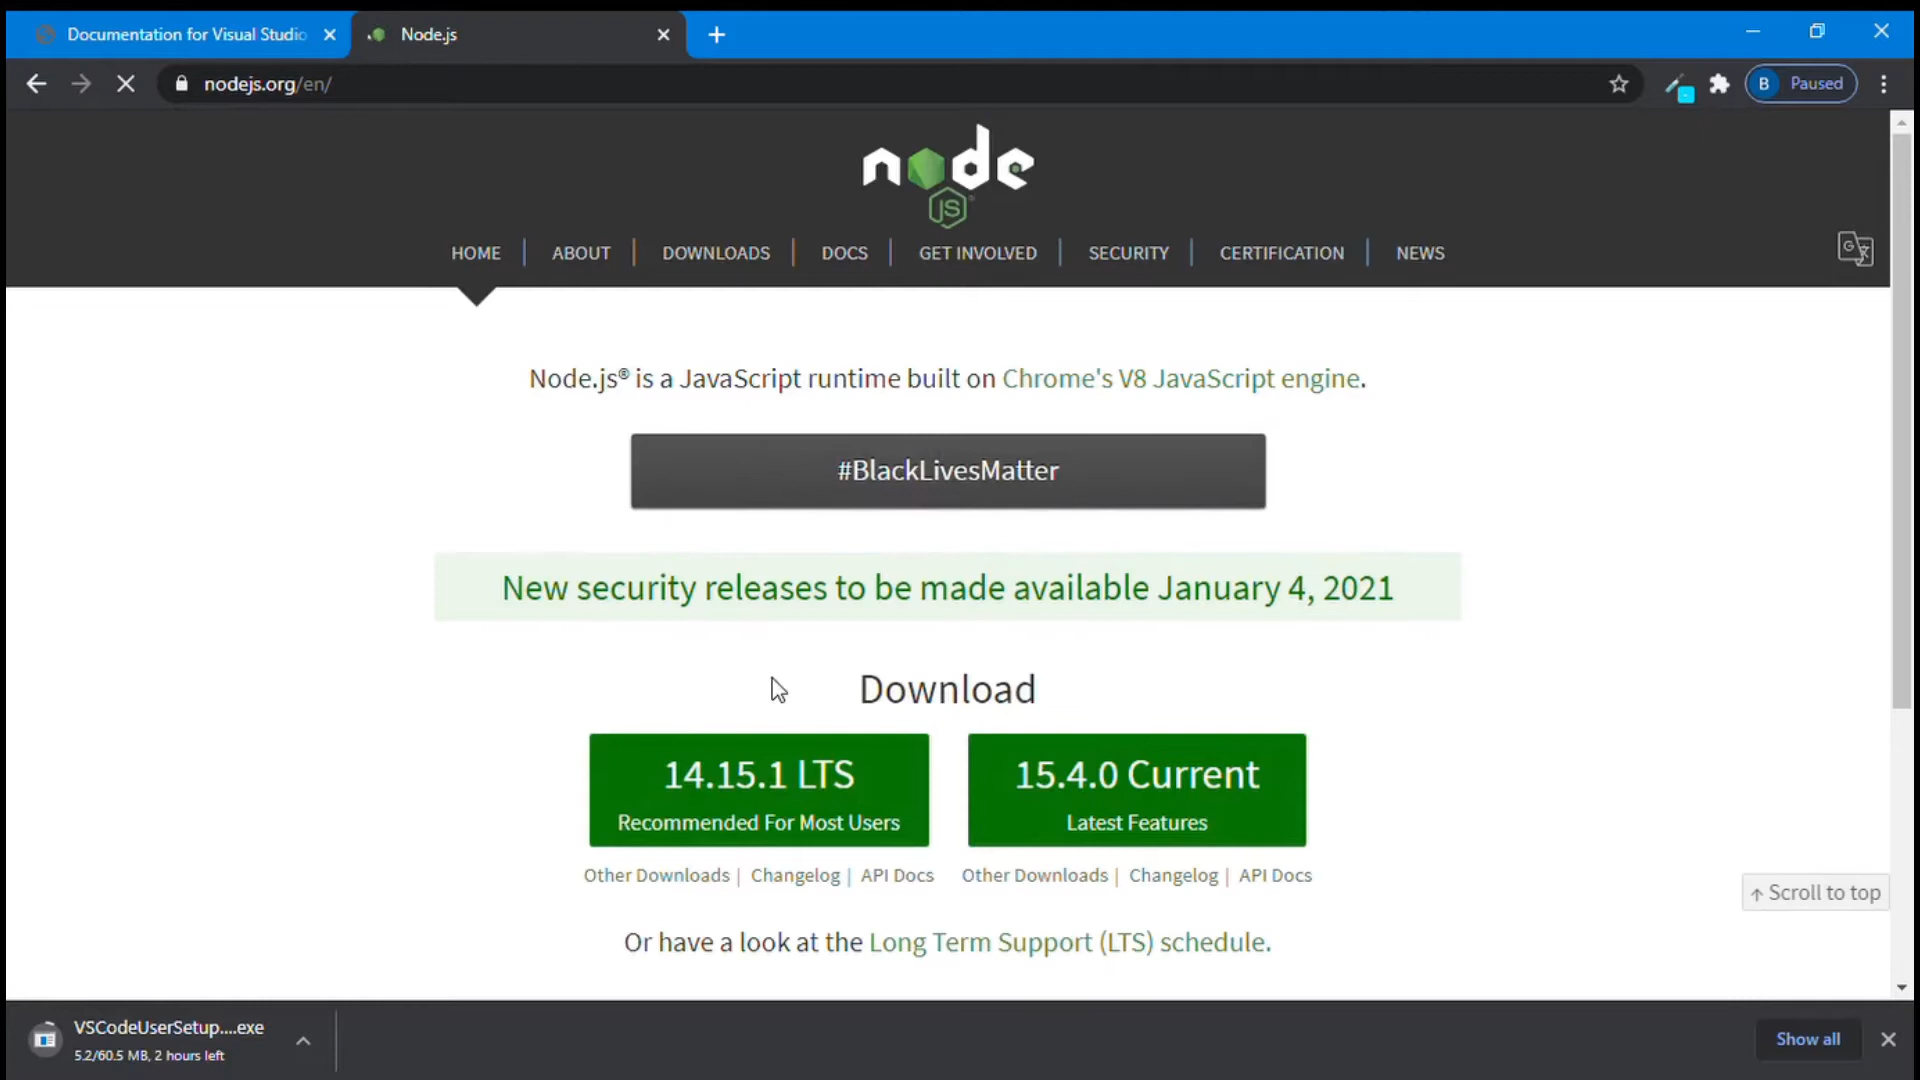 Documentation for Visual Studio
Node.js
nodejs.org/en/
B Paused
node
JS
HOME ABOUT DOWNLOADS DOCS GET INVOLVED SECURITY CERTIFICATION NEWS
Node.js® is a JavaScript runtime built on Chrome's V8 JavaScript engine.
#BlackLivesMatter
New security releases to be made available January 4, 2021
Download
14.15.1 LTS
Recommended For Most Users
15.4.0 Current
Latest Features
Other Downloads | Changelog | API Docs
Other Downloads | Changelog | API Docs
↑ Scroll to top
Or have a look at the Long Term Support (LTS) schedule.
VSCodeUserSetup....exe
5.2/60.5 MB, 2 hours left
Show all